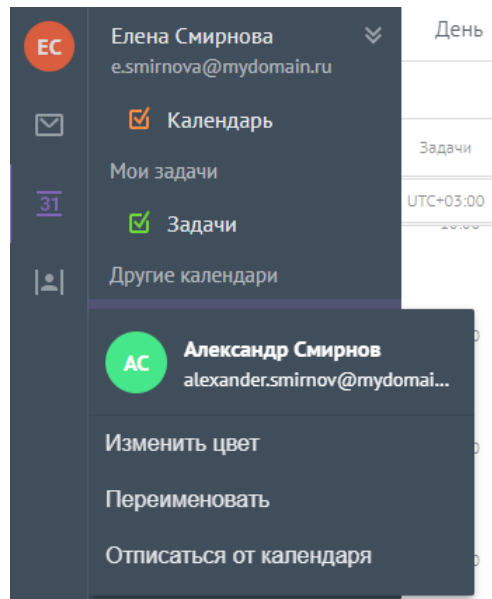 ЕС
Елена Смирнова
e.smirnova@mydomain.ru
День
Календарь
Мои задачи
Задачи
31
Задачи
UTC+03:00
Другие календари
АС
Александр Смирнов
alexander.smirnov@mydomai...
Изменить цвет
Переименовать
Отписаться от календаря